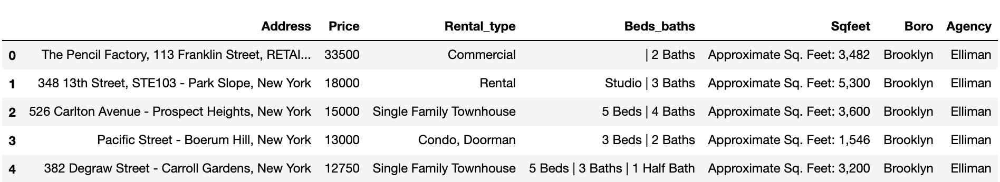 Address Price Rental_type Beds_baths Sqfeet Boro Agency
0 The Pencil Factory, 113 Franklin Street, RETAI... 33500 Commercial | 2 Baths Approximate Sq. Feet: 3,482 Brooklyn Elliman
1 348 13th Street, STE103 - Park Slope, New York 18000 Rental Studio | 3 Baths Approximate Sq. Feet: 5,300 Brooklyn Elliman
2 526 Carlton Avenue - Prospect Heights, New York 15000 Single Family Townhouse 5 Beds | 4 Baths Approximate Sq. Feet: 3,600 Brooklyn Elliman
3 Pacific Street - Boerum Hill, New York 13000 Condo, Doorman 3 Beds | 2 Baths Approximate Sq. Feet: 1,546 Brooklyn Elliman
4 382 Degraw Street - Carroll Gardens, New York 12750 Single Family Townhouse 5 Beds | 3 Baths | 1 Half Bath Approximate Sq. Feet: 3,200 Brooklyn Elliman